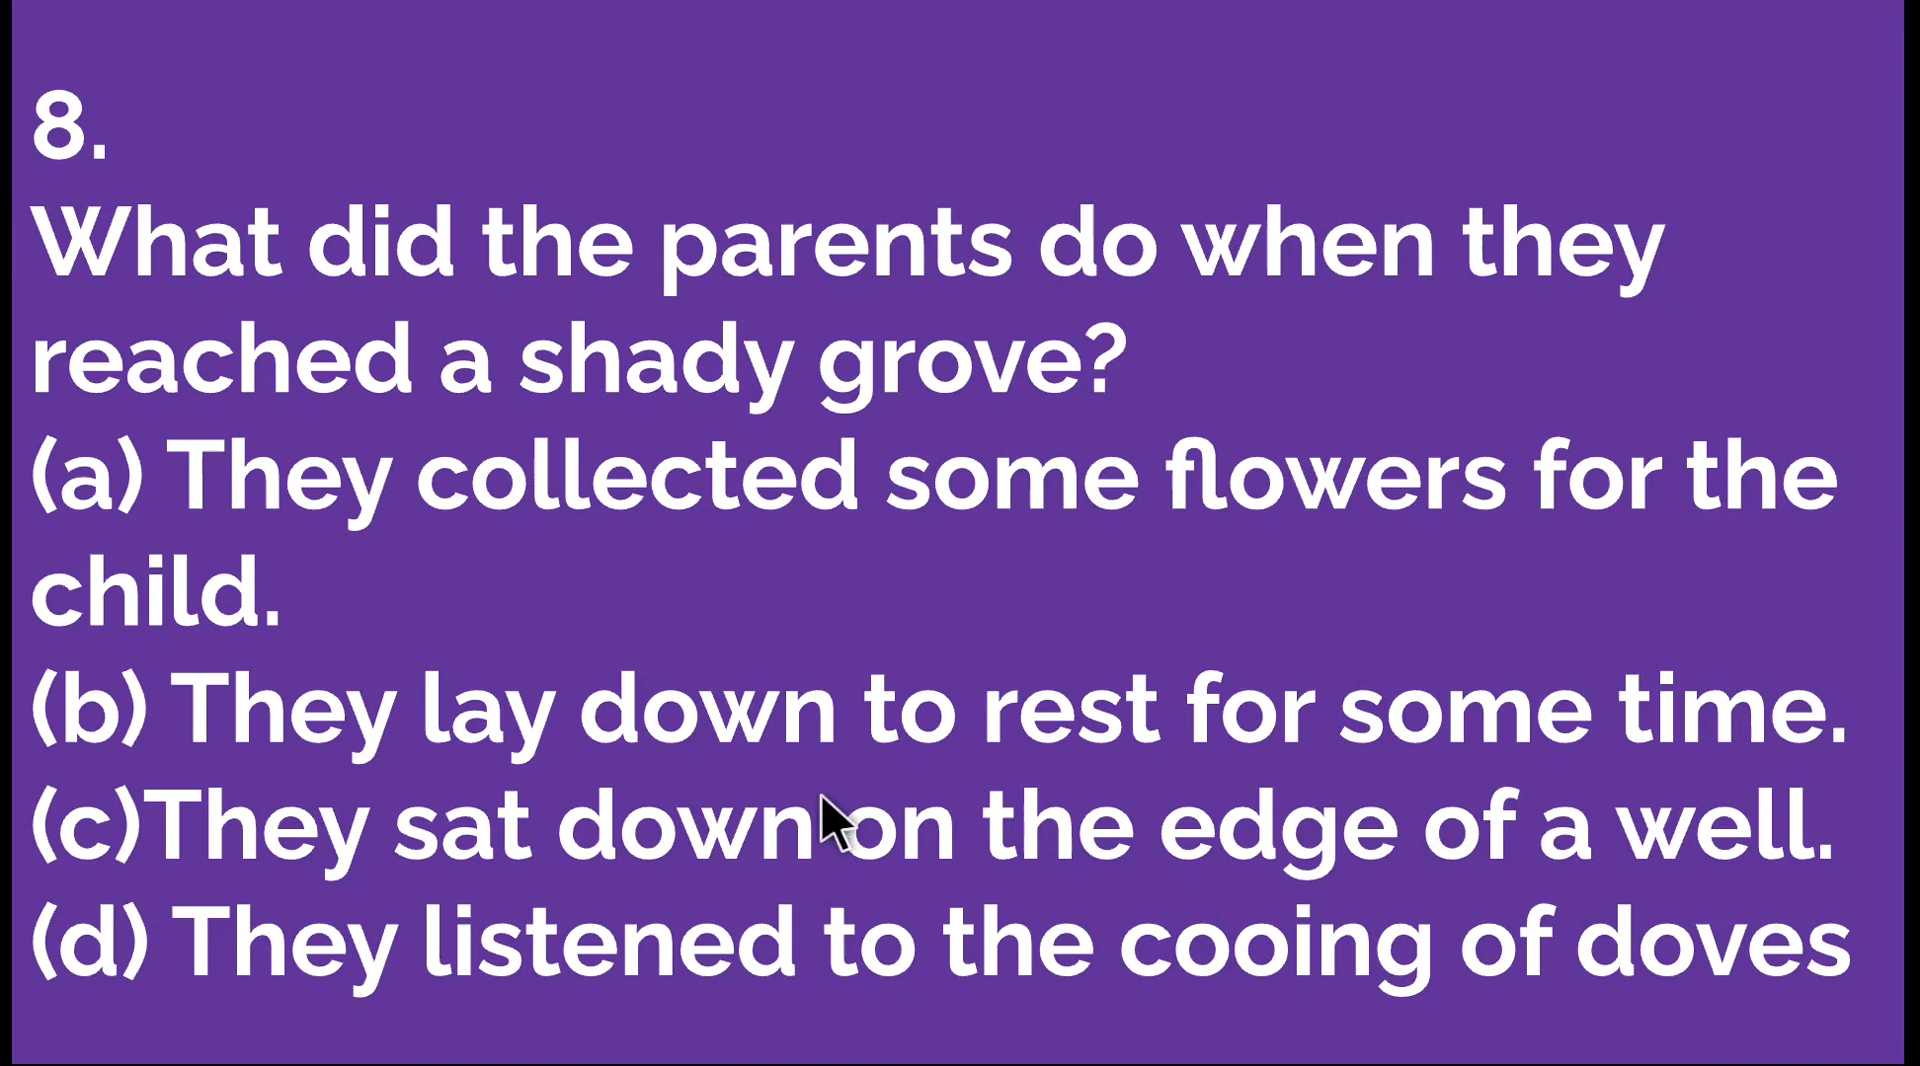 8.
What did the parents do when they
reached a shady grove?
(a) They collected some flowers for the
child.
(b) They lay down to rest for some time.
(c)They sat down on the edge of a well.
(d) They listened to the cooing of doves